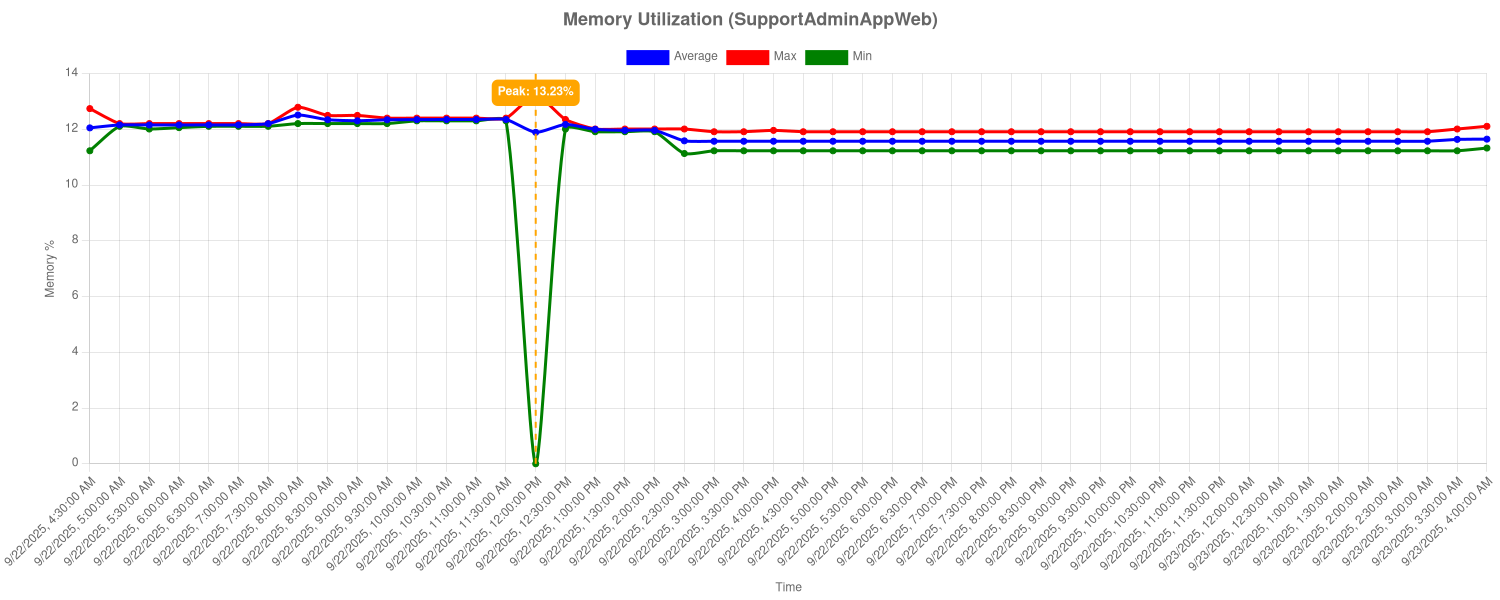 Memory Utilization (SupportAdminAppWeb)
Average Max Min
Peak: 13.23%
14
12
10
8
6
4
2
0
Memory %
9/22/2025, 4:30:00 AM
9/22/2025, 5:00:00 AM
9/22/2025, 5:30:00 AM
9/22/2025, 6:00:00 AM
9/22/2025, 6:30:00 AM
9/22/2025, 7:00:00 AM
9/22/2025, 7:30:00 AM
9/22/2025, 8:00:00 AM
9/22/2025, 8:30:00 AM
9/22/2025, 9:00:00 AM
9/22/2025, 9:30:00 AM
9/22/2025, 10:00:00 AM
9/22/2025, 10:30:00 AM
9/22/2025, 11:00:00 AM
9/22/2025, 11:30:00 AM
9/22/2025, 12:00:00 PM
9/22/2025, 12:30:00 PM
9/22/2025, 1:00:00 PM
9/22/2025, 1:30:00 PM
9/22/2025, 2:00:00 PM
9/22/2025, 2:30:00 PM
9/22/2025, 3:00:00 PM
9/22/2025, 3:30:00 PM
9/22/2025, 4:00:00 PM
9/22/2025, 4:30:00 PM
9/22/2025, 5:00:00 PM
9/22/2025, 5:30:00 PM
9/22/2025, 6:00:00 PM
9/22/2025, 6:30:00 PM
9/22/2025, 7:00:00 PM
9/22/2025, 7:30:00 PM
9/22/2025, 8:00:00 PM
9/22/2025, 8:30:00 PM
9/22/2025, 9:00:00 PM
9/22/2025, 9:30:00 PM
9/22/2025, 10:00:00 PM
9/22/2025, 10:30:00 PM
9/22/2025, 11:00:00 PM
9/22/2025, 11:30:00 PM
9/23/2025, 12:00:00 AM
9/23/2025, 12:30:00 AM
9/23/2025, 1:00:00 AM
9/23/2025, 1:30:00 AM
9/23/2025, 2:00:00 AM
9/23/2025, 2:30:00 AM
9/23/2025, 3:00:00 AM
9/23/2025, 3:30:00 AM
9/23/2025, 4:00:00 AM
Time